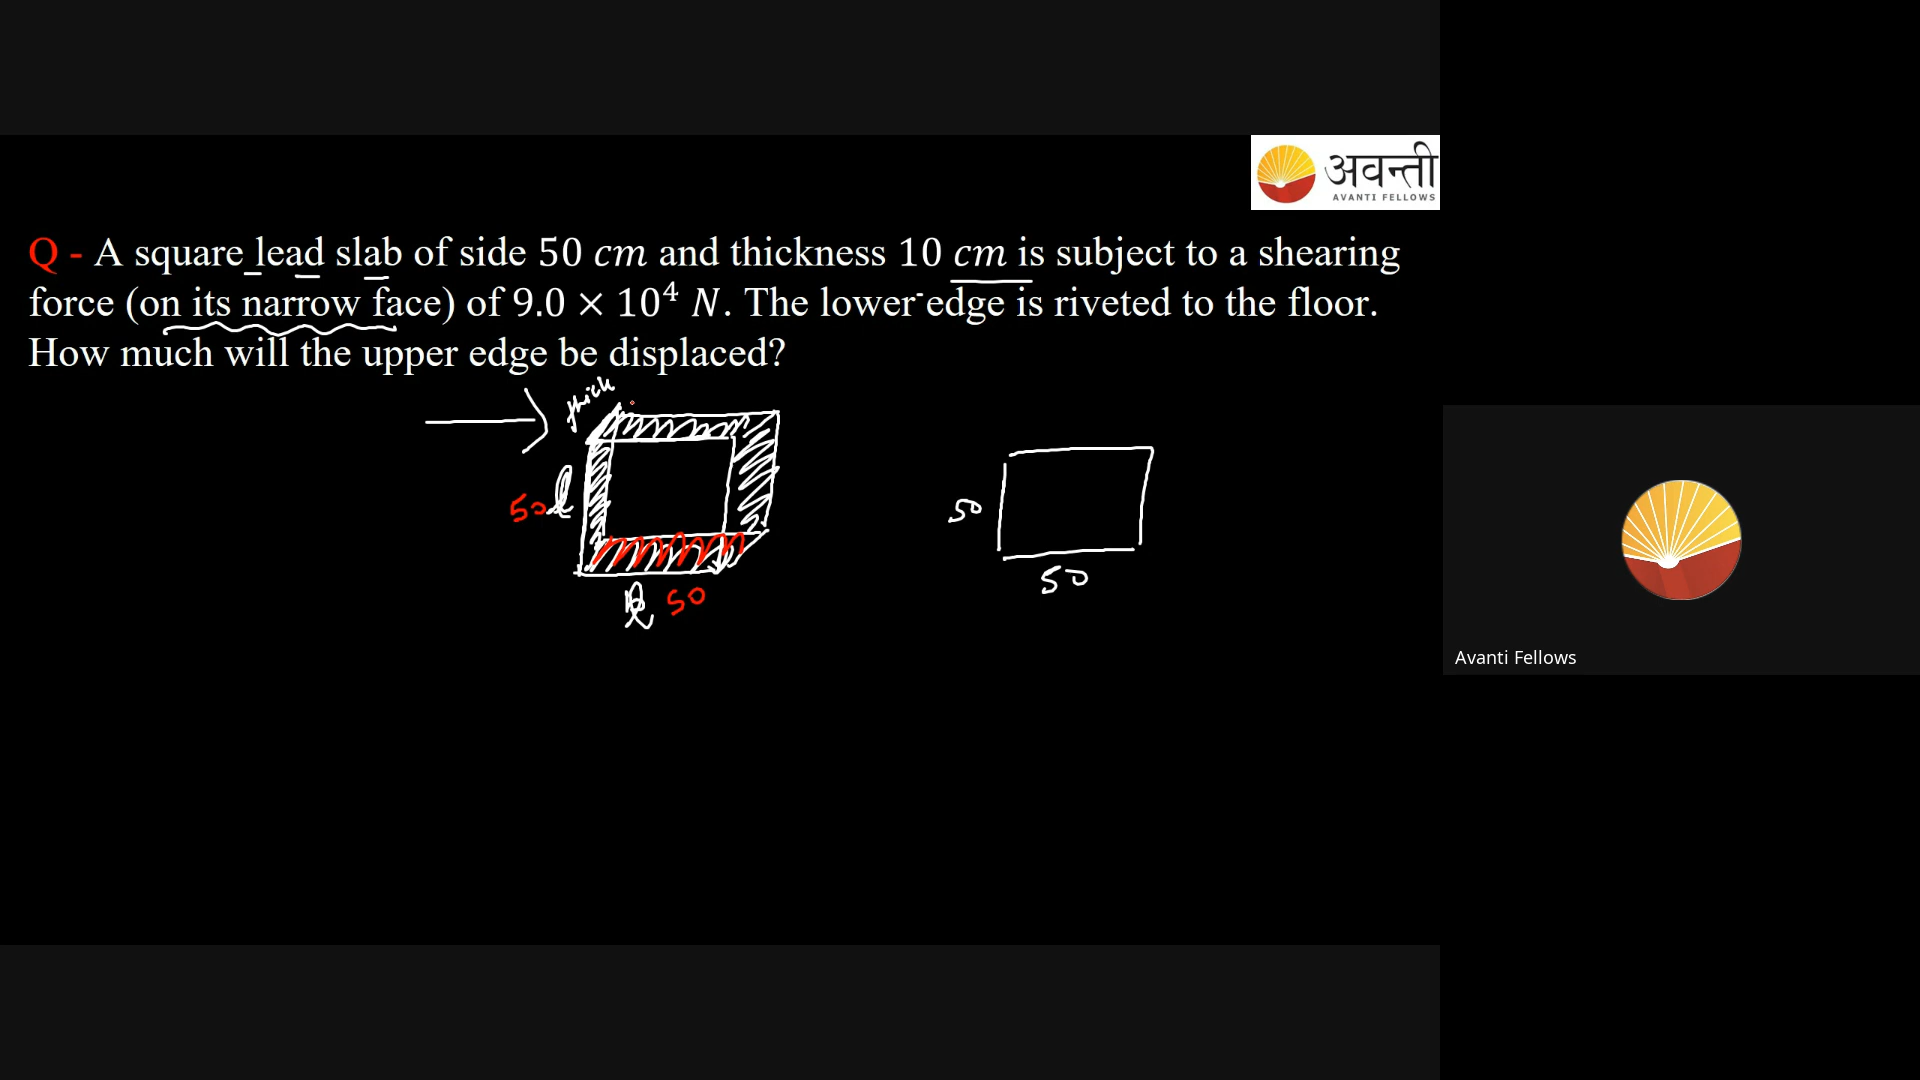 अवन्ती
AVANTI FELLOWS
Q - A square lead slab of side 50 cm and thickness 10 cm is subject to a shearing
force (on its narrow face) of 9.0 × 10⁴ N. The lower edge is riveted to the floor.
How much will the upper edge be displaced?
thick
50 l
50
50
50
Avanti Fellows